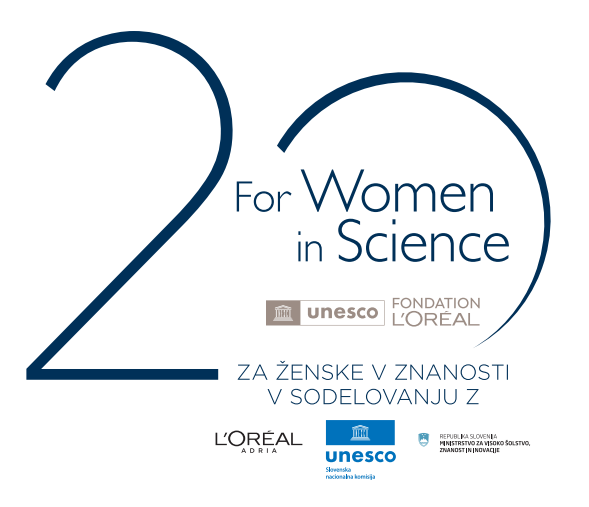 20
For Women
in Science
unesco
FONDATION
L'ORÉAL
ZA ŽENSKE V ZNANOSTI
V SODELOVANJU Z
L'ORÉAL
ADRIA
unesco
Slovenska
nacionalna komisija
REPUBLIKA SLOVENIJA
MINISTRSTVO ZA VISOKO ŠOLSTVO,
ZNANOST IN INOVACIJE